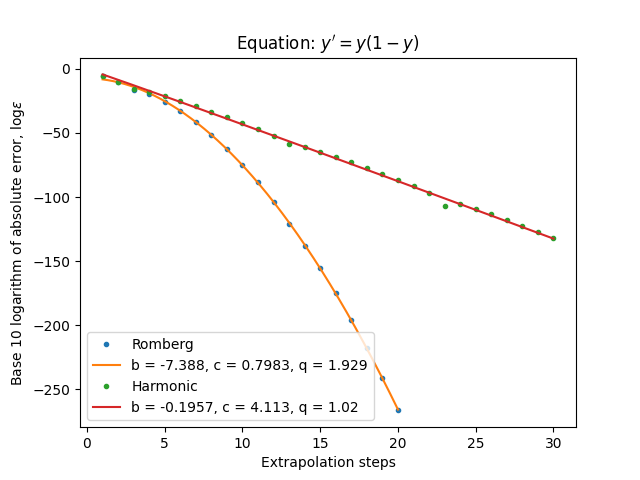 Equation: y′ = y(1 − y)
Base 10 logarithm of absolute error, logε
0
−50
−100
−150
−200
−250
Romberg
b = -7.388, c = 0.7983, q = 1.929
Harmonic
b = -0.1957, c = 4.113, q = 1.02
0 5 10 15 20 25 30
Extrapolation steps